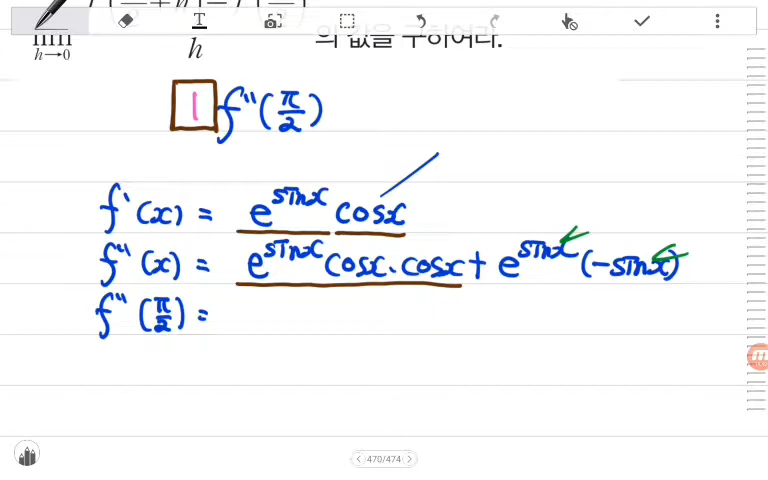 h→0
h
의 값을 구하여라.
1 f''(π/2)
f'(x) = e^sinx cosx
f''(x) = e^sinx cosx·cosx + e^sinx (-sinx)
f''(π/2) =
470/474